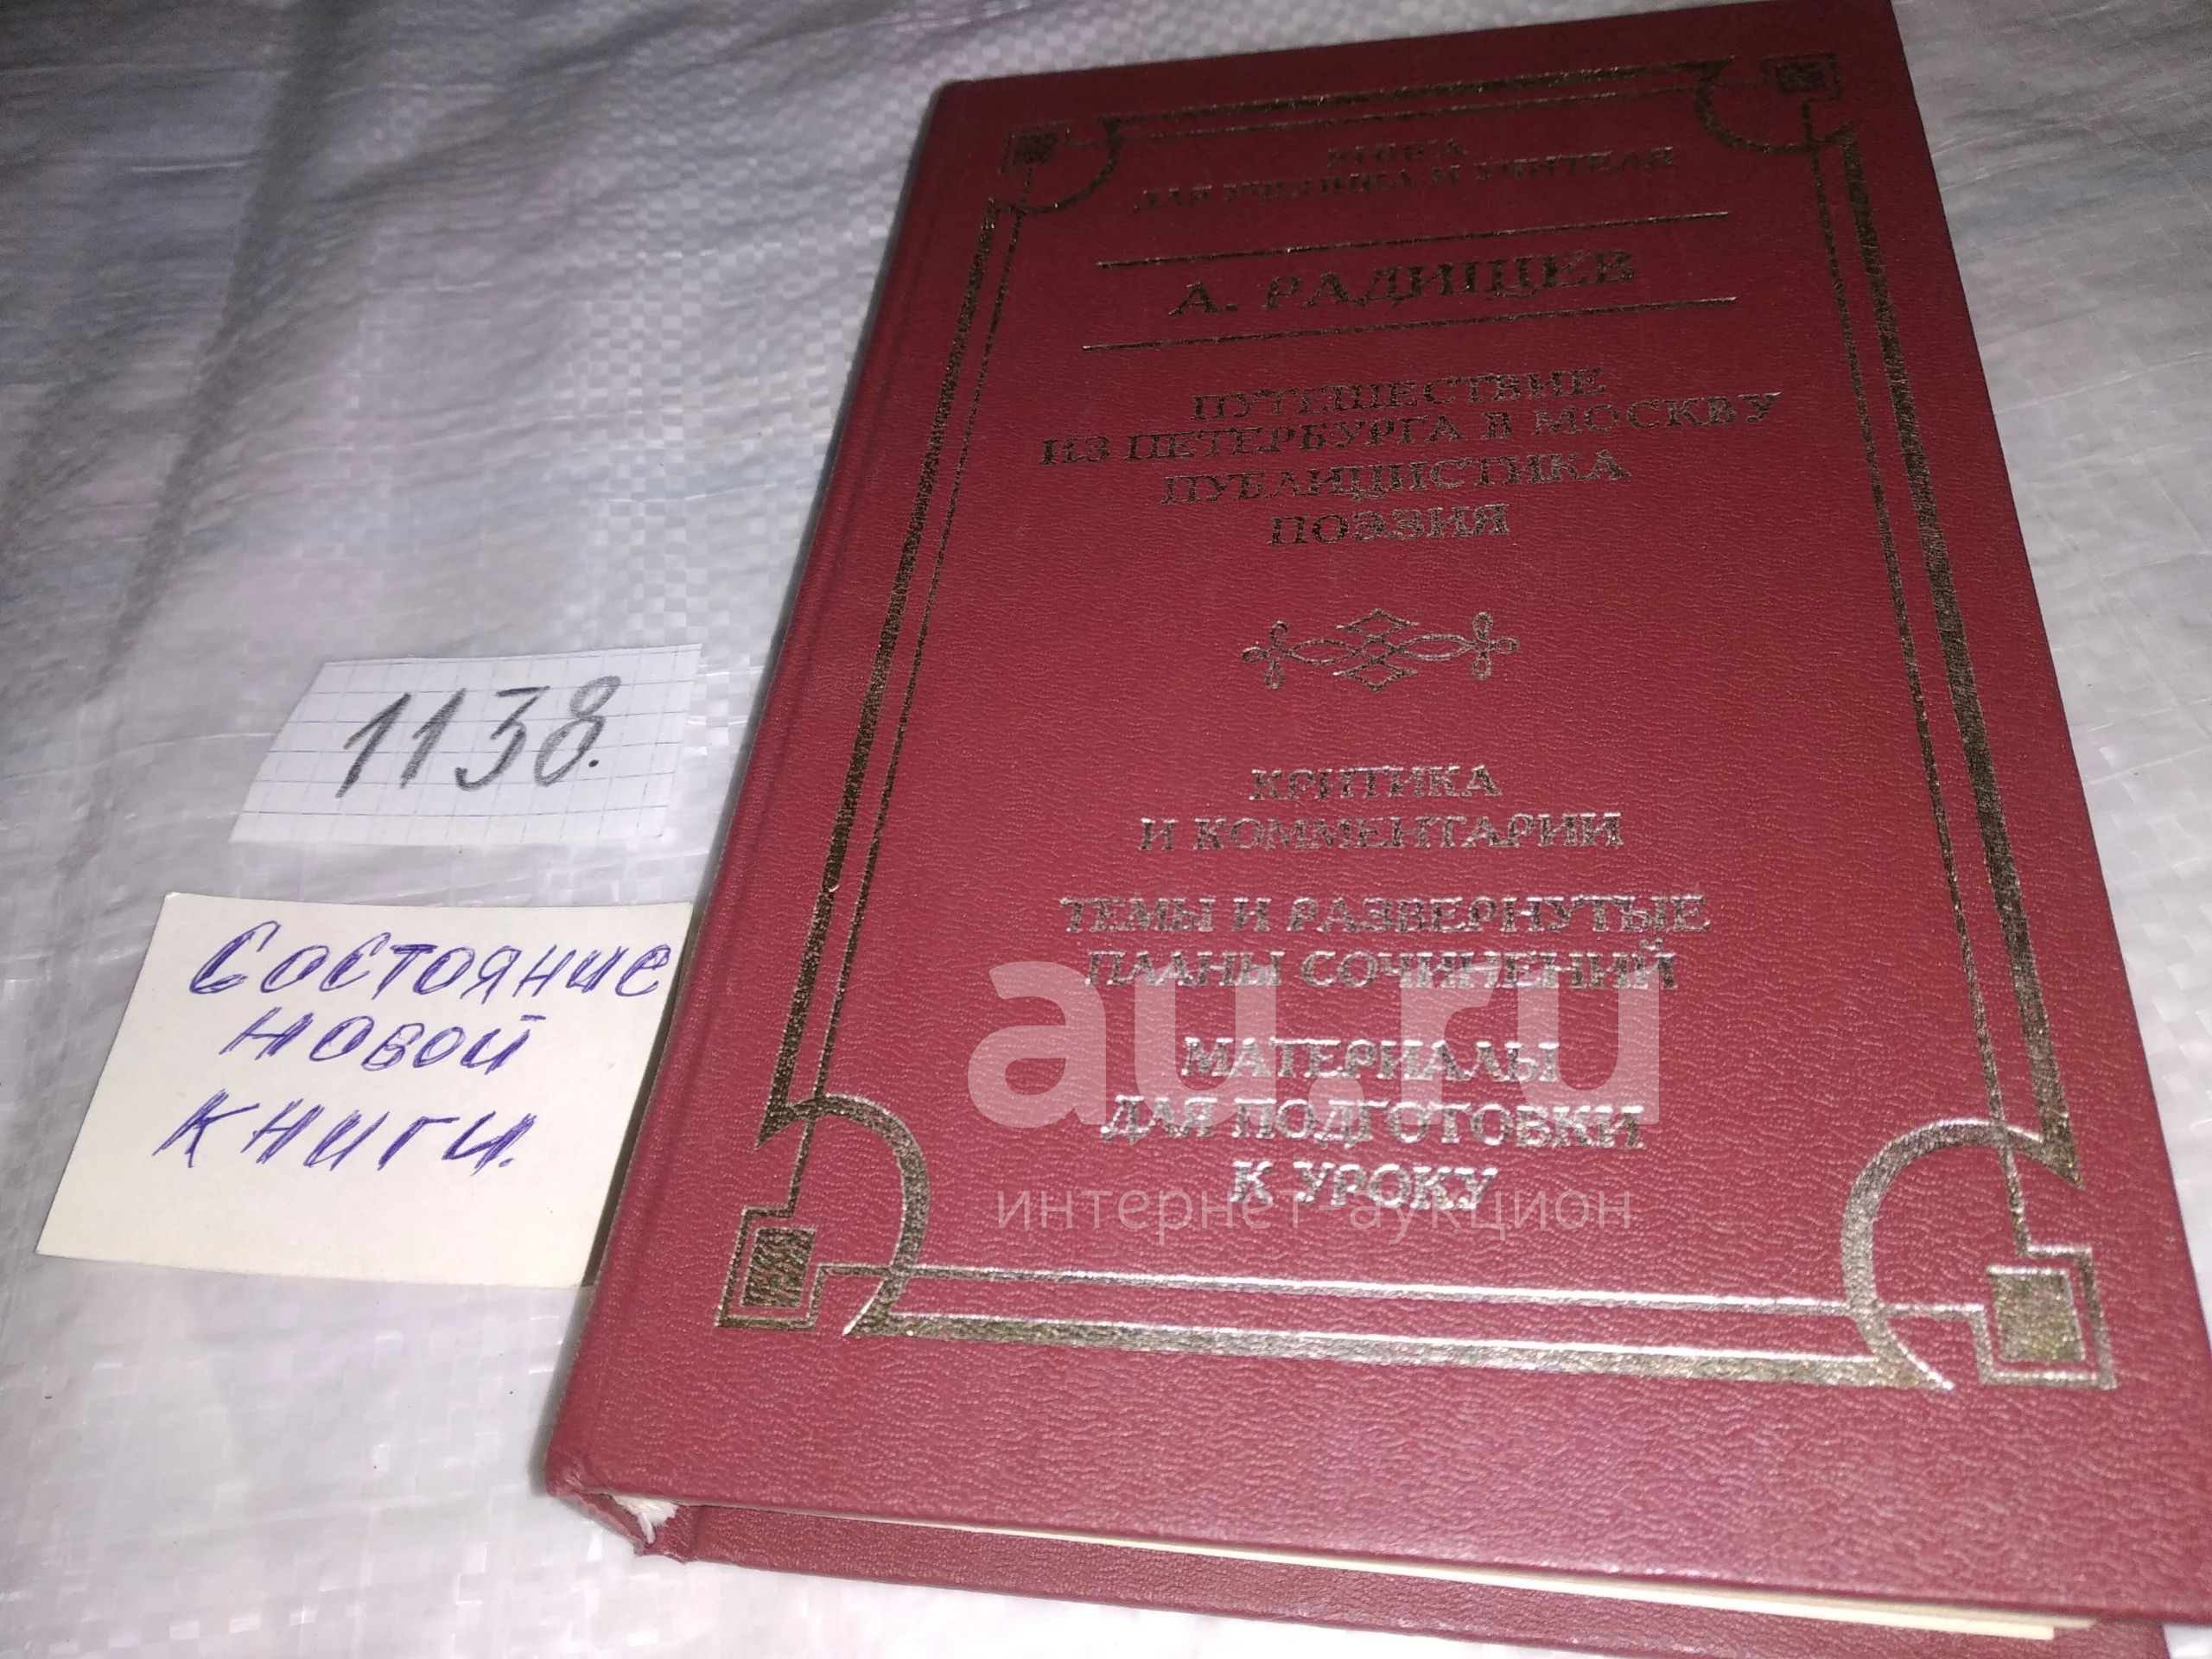 КНИГА
ДЛЯ УЧЕНИКА И УЧИТЕЛЯ
А. РАДИЩЕВ
ПУТЕШЕСТВИЕ
ИЗ ПЕТЕРБУРГА В МОСКВУ
ПУБЛИЦИСТИКА
ПОЭЗИЯ
КРИТИКА
И КОММЕНТАРИИ
ТЕМЫ И РАЗВЕРНУТЫЕ
ПЛАНЫ СОЧИНЕНИЙ
МАТЕРИАЛЫ
ДЛЯ ПОДГОТОВКИ
К УРОКУ
1138.
Состояние
новой
книги.
au.ru
интернет-аукцион